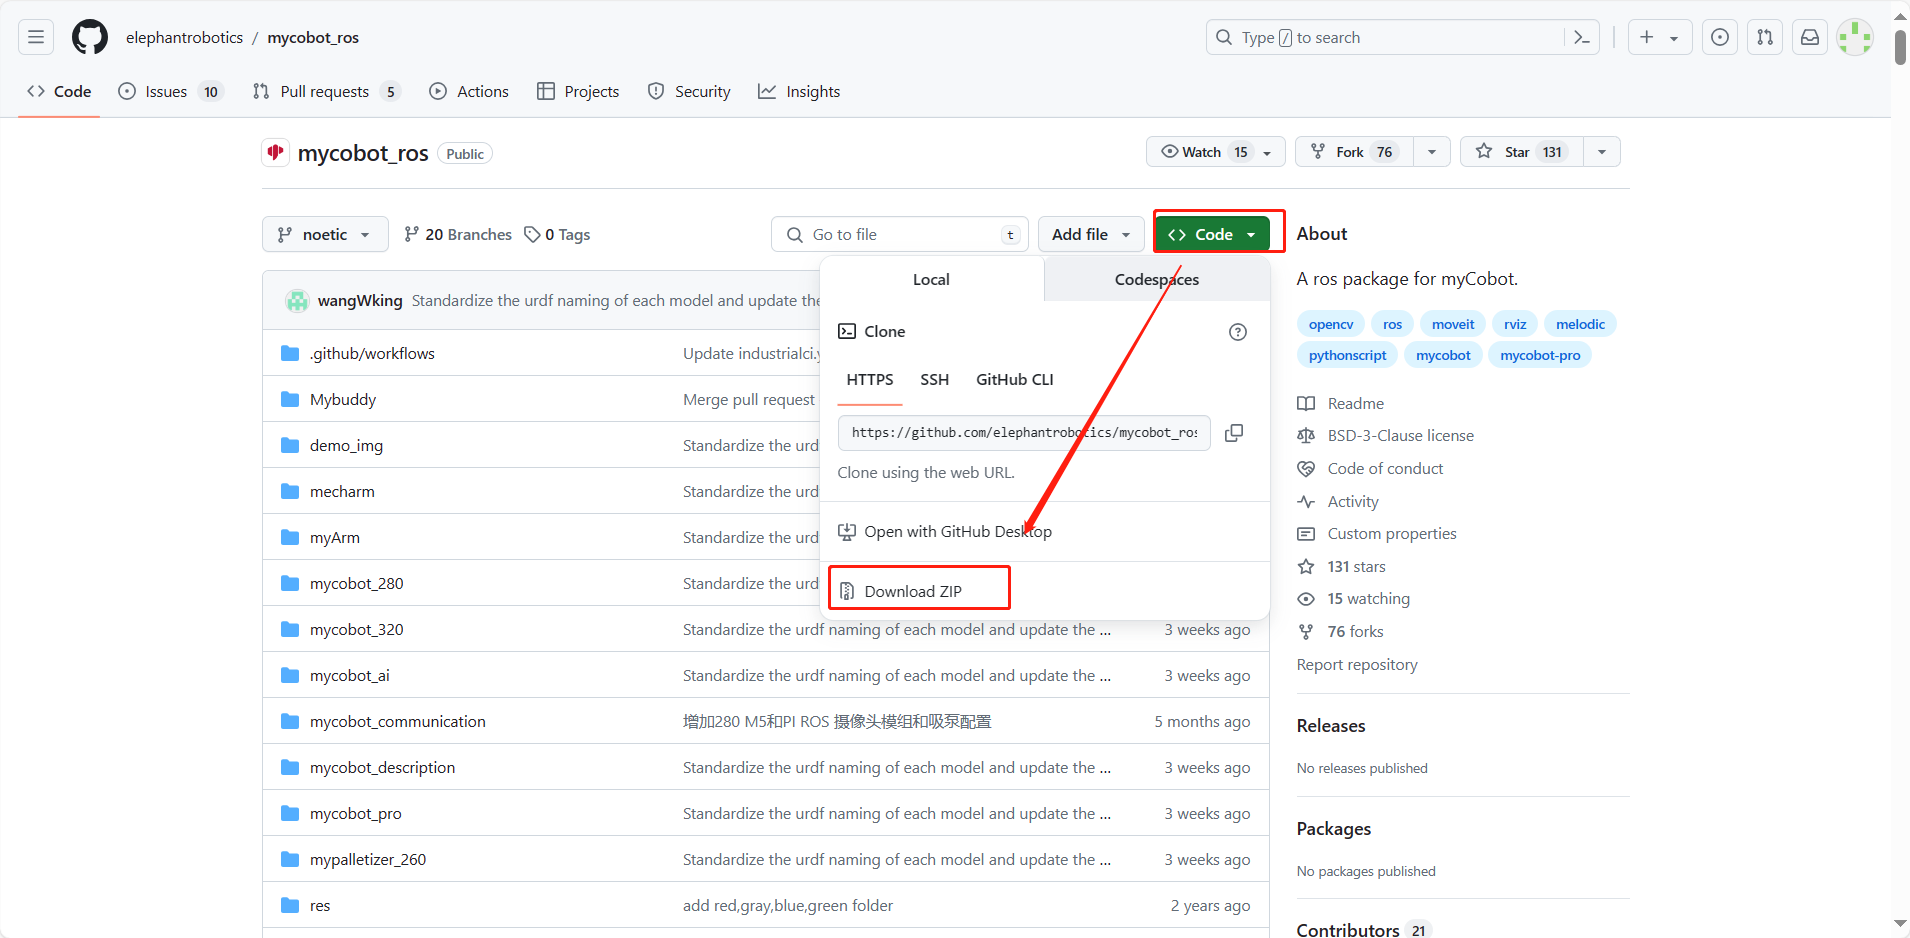 elephantrobotics / mycobot_ros
Type / to search
Code
Issues 10
Pull requests 5
Actions
Projects
Security
Insights
mycobot_ros Public
Watch 15
Fork 76
Star 131
noetic
20 Branches
0 Tags
Go to file t
Add file
Code
Local
Codespaces
Clone
HTTPS
SSH
GitHub CLI
https://github.com/elephantrobotics/mycobot_ros
Clone using the web URL.
Open with GitHub Desktop
Download ZIP
wangWking Standardize the urdf naming of each model and update the
.github/workflows Update industrialci.y
Mybuddy Merge pull request
demo_img Standardize the urd
mecharm Standardize the urd
myArm Standardize the urd
mycobot_280 Standardize the urd
mycobot_320 Standardize the urdf naming of each model and update the ... 3 weeks ago
mycobot_ai Standardize the urdf naming of each model and update the ... 3 weeks ago
mycobot_communication 增加280 M5和PI ROS 摄像头模组和吸泵配置 5 months ago
mycobot_description Standardize the urdf naming of each model and update the ... 3 weeks ago
mycobot_pro Standardize the urdf naming of each model and update the ... 3 weeks ago
mypalletizer_260 Standardize the urdf naming of each model and update the ... 3 weeks ago
res add red,gray,blue,green folder 2 years ago
About
A ros package for myCobot.
opencv ros moveit rviz melodic
pythonscript mycobot mycobot-pro
Readme
BSD-3-Clause license
Code of conduct
Activity
Custom properties
131 stars
15 watching
76 forks
Report repository
Releases
No releases published
Packages
No packages published
Contributors 21